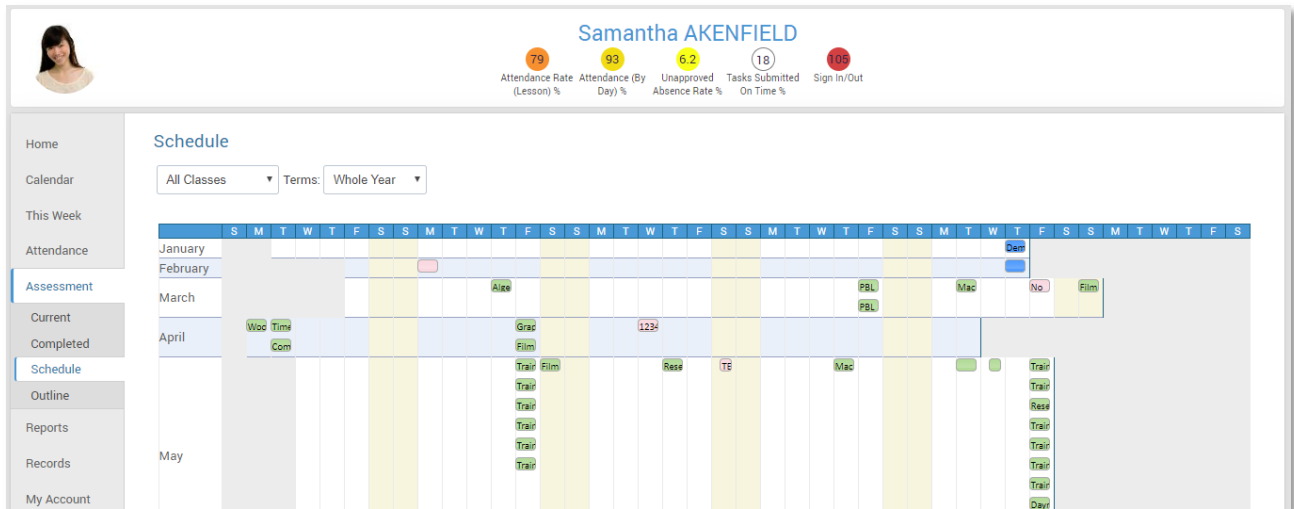 Samantha AKENFIELD
79 93 6.2 18 105
Attendance Rate (Lesson) %
Attendance (By Day) %
Unapproved Absence Rate %
Tasks Submitted On Time %
Sign In/Out
Home
Calendar
This Week
Attendance
Assessment
Current
Completed
Schedule
Outline
Reports
Records
My Account
Schedule
All Classes Terms: Whole Year
S M T W T F S S M T W T F S S M T W T F S S M T W T F S S M T W T F S S M T W T F S
January Dem
February
March Alge PBL Mac No Film
PBL
April Woo Time Grad 1234
Com Film
May Train Film Rese TE Mac Train
Train Train
Train Rese
Train Train
Train Train
Train Train
Train
Dayr